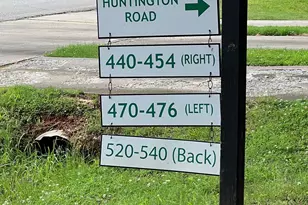 HUNTINGTON
ROAD
440-454 (RIGHT)
470-476 (LEFT)
520-540 (Back)